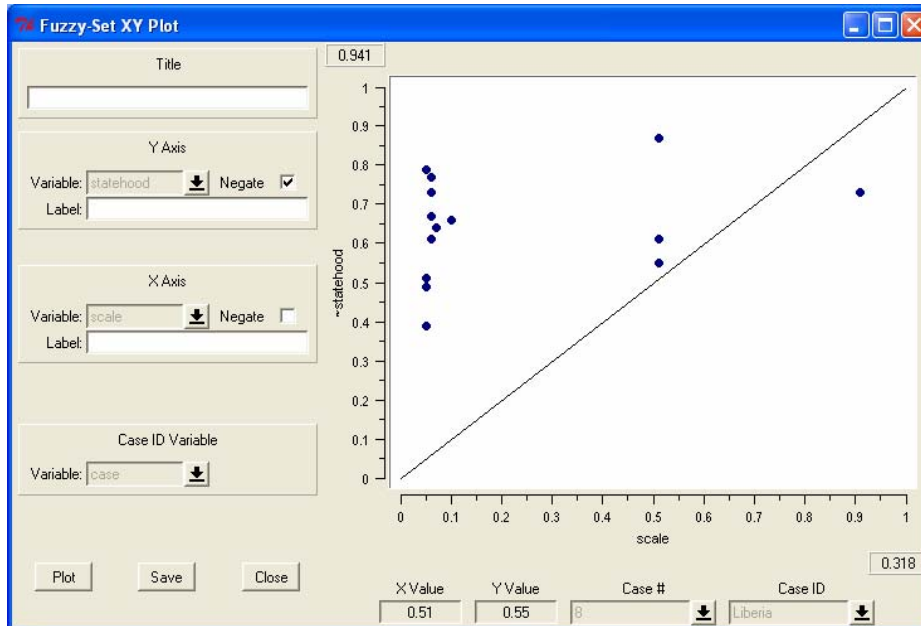 Fuzzy-Set XY Plot
Title
Y Axis
Variable: statehood Negate
Label:
X Axis
Variable: scale Negate
Label:
Case ID Variable
Variable: case
Plot Save Close
0.941
1
0.9
0.8
0.7
0.6
0.5
0.4
0.3
0.2
0.1
0
~statehood
0 0.1 0.2 0.3 0.4 0.5 0.6 0.7 0.8 0.9 1
scale
0.318
X Value Y Value Case # Case ID
0.51 0.55 8 Liberia